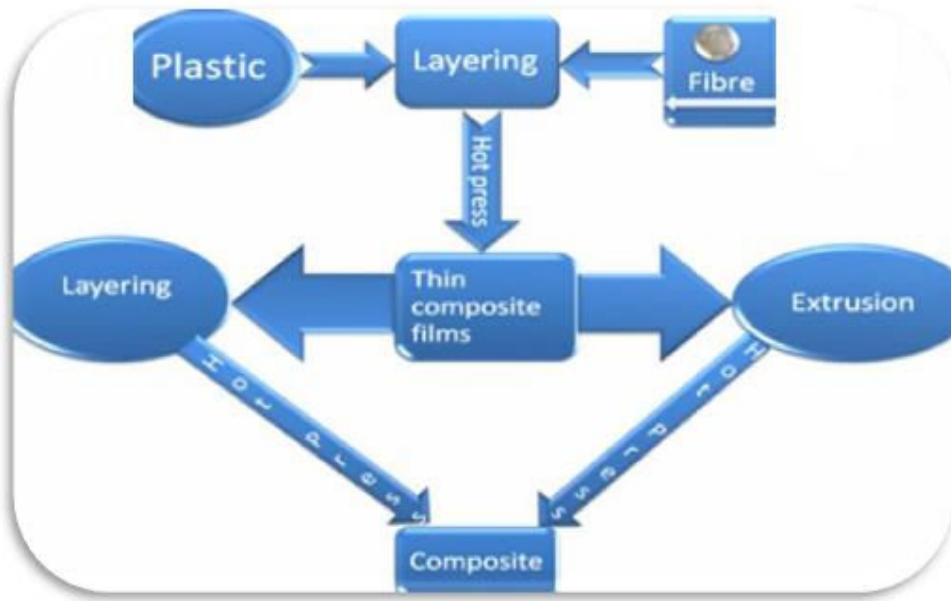 Plastic
Layering
Fibre
Hot press
Layering
Thin
composite
films
Extrusion
Hot press
Hot press
Composite